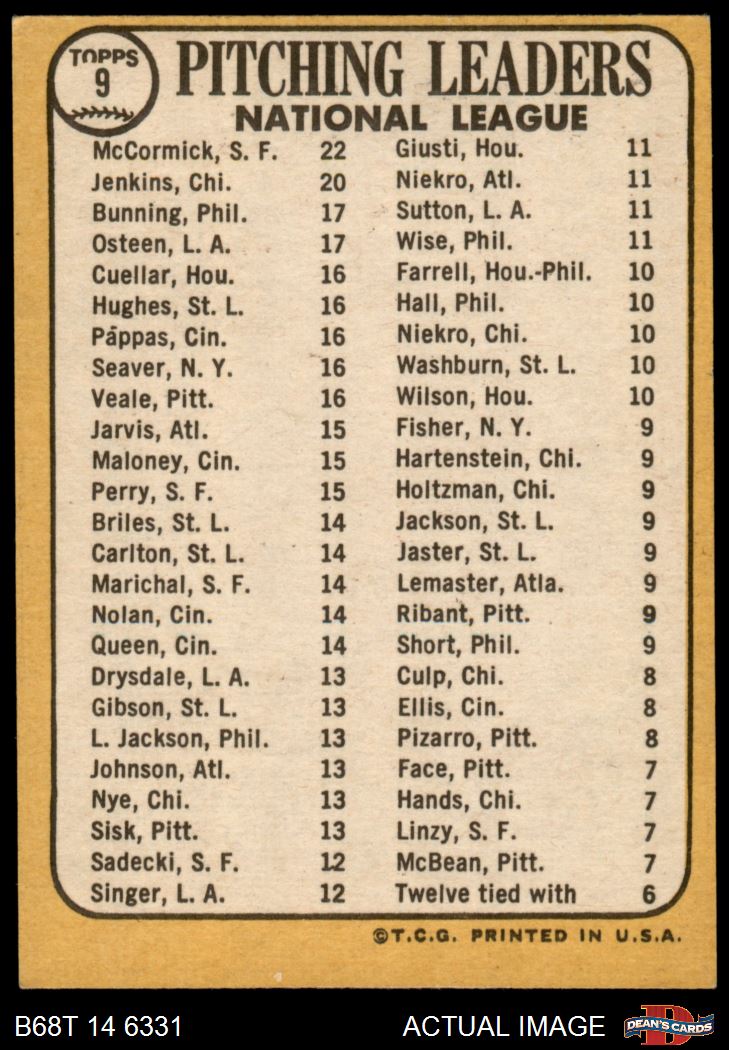 TOPPS
9
PITCHING LEADERS
NATIONAL LEAGUE
McCormick, S. F. 22
Jenkins, Chi. 20
Bunning, Phil. 17
Osteen, L. A. 17
Cuellar, Hou. 16
Hughes, St. L. 16
Pappas, Cin. 16
Seaver, N. Y. 16
Veale, Pitt. 16
Jarvis, Atl. 15
Maloney, Cin. 15
Perry, S. F. 15
Briles, St. L. 14
Carlton, St. L. 14
Marichal, S. F. 14
Nolan, Cin. 14
Queen, Cin. 14
Drysdale, L. A. 13
Gibson, St. L. 13
L. Jackson, Phil. 13
Johnson, Atl. 13
Nye, Chi. 13
Sisk, Pitt. 13
Sadecki, S. F. 12
Singer, L. A. 12
Giusti, Hou. 11
Niekro, Atl. 11
Sutton, L. A. 11
Wise, Phil. 11
Farrell, Hou.-Phil. 10
Hall, Phil. 10
Niekro, Chi. 10
Washburn, St. L. 10
Wilson, Hou. 10
Fisher, N. Y. 9
Hartenstein, Chi. 9
Holtzman, Chi. 9
Jackson, St. L. 9
Jaster, St. L. 9
Lemaster, Atla. 9
Ribant, Pitt. 9
Short, Phil. 9
Culp, Chi. 8
Ellis, Cin. 8
Pizarro, Pitt. 8
Face, Pitt. 7
Hands, Chi. 7
Linzy, S. F. 7
McBean, Pitt. 7
Twelve tied with 6
©T.C.G. PRINTED IN U.S.A.
B68T 14 6331
ACTUAL IMAGE
D
DEAN'S CARDS